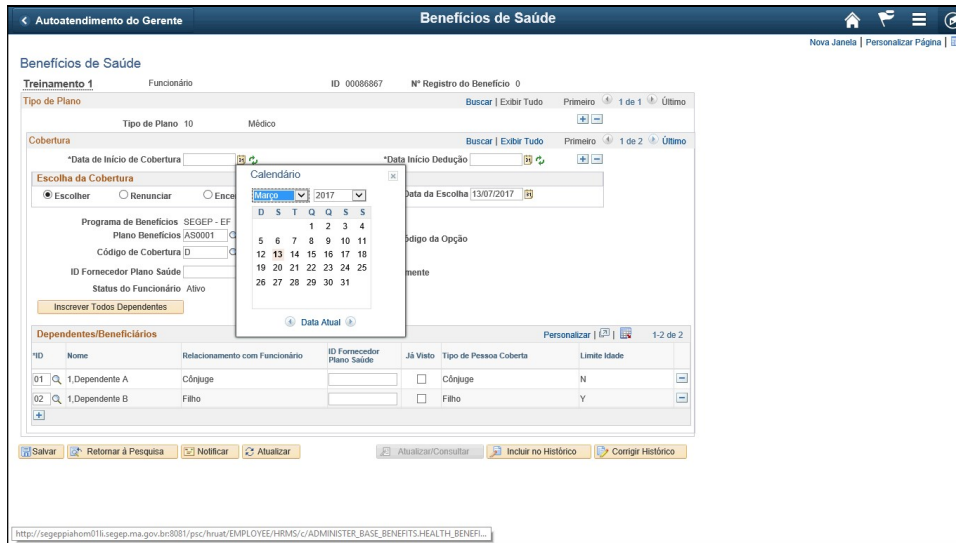 Autoatendimento do Gerente
Benefícios de Saúde
Nova Janela | Personalizar Página |
Benefícios de Saúde
Treinamento 1 Funcionário ID 00086867 Nº Registro do Benefício 0
Tipo de Plano Buscar | Exibir Tudo Primeiro 1 de 1 Último
Tipo de Plano 10 Médico
Cobertura Buscar | Exibir Tudo Primeiro 1 de 2 Último
*Data de Início de Cobertura *Data Início Dedução
Escolha da Cobertura
Escolher Renunciar Data da Escolha 13/07/2017
Programa de Benefícios SEGEP - EF
Plano Benefícios AS0001
Código de Cobertura D
ID Fornecedor Plano Saúde
Status do Funcionário Ativo
Inscrever Todos Dependentes
Calendário
Março 2017
D S T Q Q S S
1 2 3 4
5 6 7 8 9 10 11
12 13 14 15 16 17 18
19 20 21 22 23 24 25
26 27 28 29 30 31
Data Atual
Dependentes/Beneficiários Personalizar | 1-2 de 2
*ID Nome Relacionamento com Funcionário ID Fornecedor Plano Saúde Já Visto Tipo de Pessoa Coberta Limite Idade
01 1,Dependente A Cônjuge Cônjuge N
02 1,Dependente B Filho Filho Y
Salvar Retornar à Pesquisa Notificar Atualizar Atualizar/Consultar Incluir no Histórico Corrigir Histórico
http://segeppiahom01li.segep.ma.gov.br:8081/psc/hruat/EMPLOYEE/HRMS/c/ADMINISTER_BASE_BENEFITS.HEALTH_BENEFI...